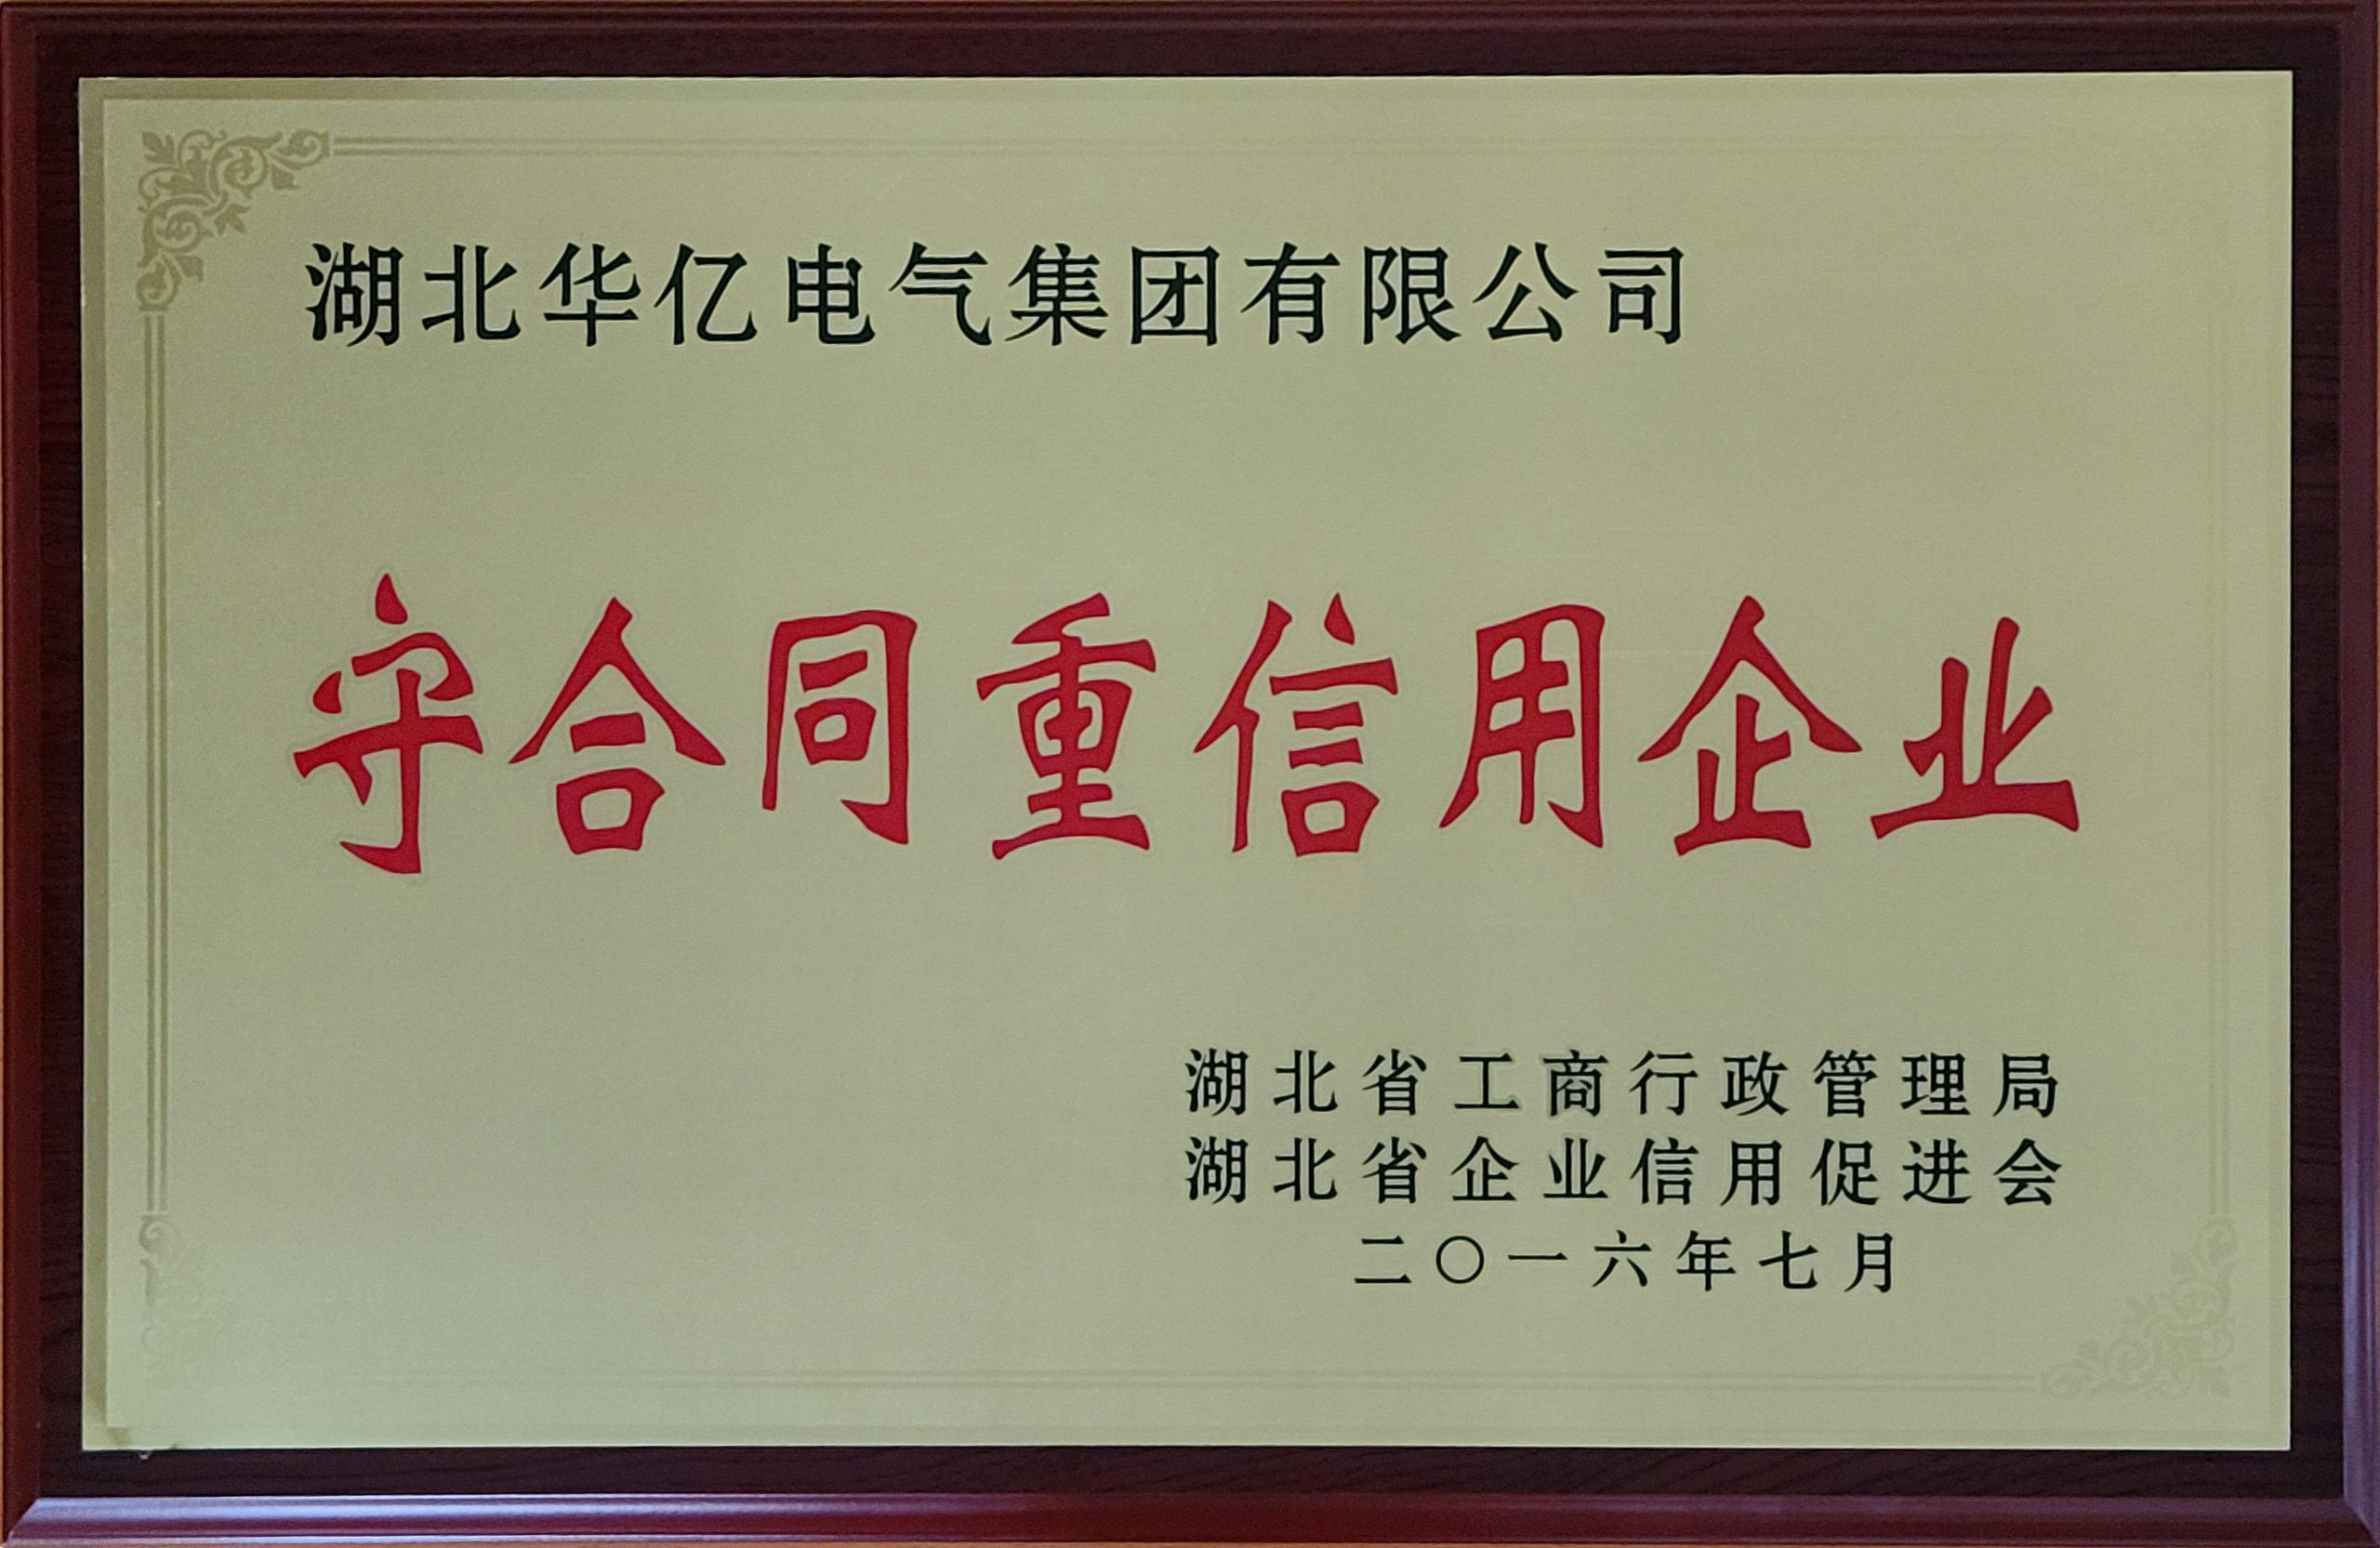 湖北华亿电气集团有限公司
守合同重信用企业
湖北省工商行政管理局
湖北省企业信用促进会
二〇一六年七月